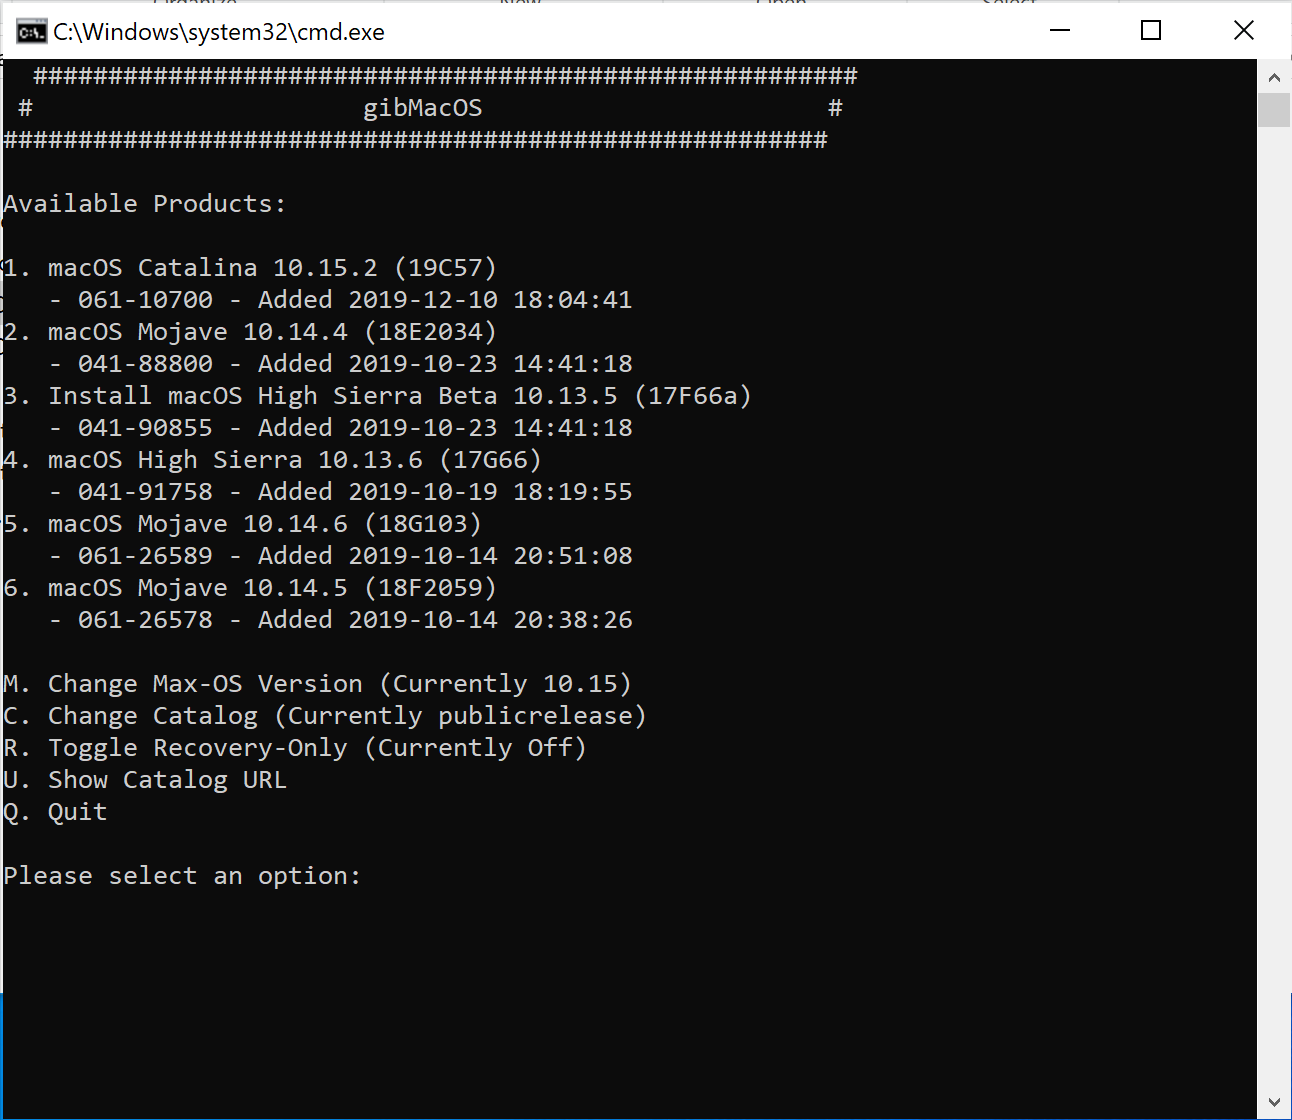 C:\Windows\system32\cmd.exe
#######################################################
# gibMacOS #
#######################################################
Available Products:
1. macOS Catalina 10.15.2 (19C57)
- 061-10700 - Added 2019-12-10 18:04:41
2. macOS Mojave 10.14.4 (18E2034)
- 041-88800 - Added 2019-10-23 14:41:18
3. Install macOS High Sierra Beta 10.13.5 (17F66a)
- 041-90855 - Added 2019-10-23 14:41:18
4. macOS High Sierra 10.13.6 (17G66)
- 041-91758 - Added 2019-10-19 18:19:55
5. macOS Mojave 10.14.6 (18G103)
- 061-26589 - Added 2019-10-14 20:51:08
6. macOS Mojave 10.14.5 (18F2059)
- 061-26578 - Added 2019-10-14 20:38:26
M. Change Max-OS Version (Currently 10.15)
C. Change Catalog (Currently publicrelease)
R. Toggle Recovery-Only (Currently Off)
U. Show Catalog URL
Q. Quit
Please select an option: